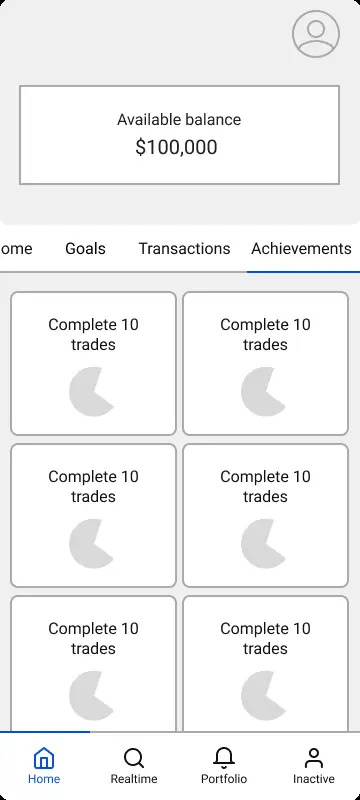 Available balance
$100,000
ome Goals Transactions Achievements
Complete 10 Complete 10
trades trades
Complete 10 Complete 10
trades trades
Complete 10 Complete 10
trades trades
Home Realtime Portfolio Inactive